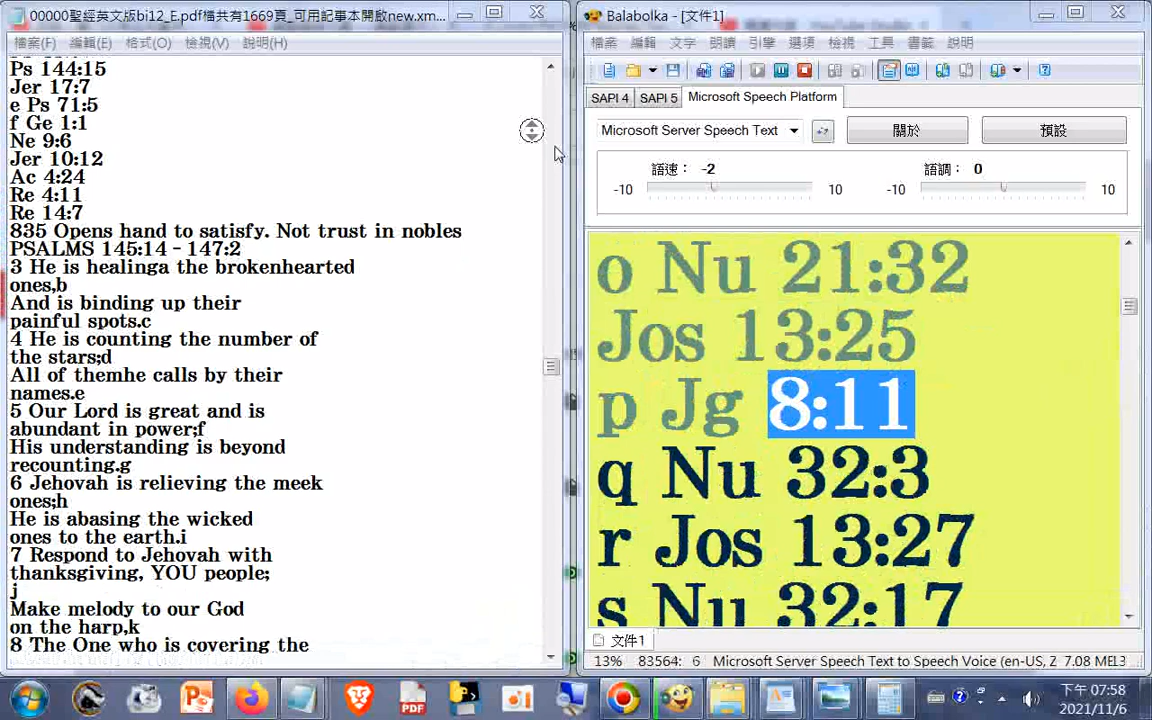 00000聖經英文版bi12_E.pdf檔共有1669頁_可用記事本開啟new.xm...
檔案(F) 編輯(E) 格式(O) 檢視(V) 說明(H)
Ps 144:15
Jer 17:7
e Ps 71:5
f Ge 1:1
Ne 9:6
Jer 10:12
Ac 4:24
Re 4:11
Re 14:7
835 Opens hand to satisfy. Not trust in nobles
PSALMS 145:14 - 147:2
3 He is healinga the brokenhearted
ones,b
And is binding up their
painful spots.c
4 He is counting the number of
the stars;d
All of themhe calls by their
names.e
5 Our Lord is great and is
abundant in power;f
His understanding is beyond
recounting.g
6 Jehovah is relieving the meek
ones;h
He is abasing the wicked
ones to the earth.i
7 Respond to Jehovah with
thanksgiving, YOU people;
j
Make melody to our God
on the harp,k
8 The One who is covering the
Balabolka - [文件1]
檔案 編輯 文字 朗讀 引擎 選項 檢視 工具 書籤 說明
SAPI 4 SAPI 5 Microsoft Speech Platform
Microsoft Server Speech Text 關於 預設
語速： -2 語調： 0
-10 10 -10 10
o Nu 21:32
Jos 13:25
p Jg 8:11
q Nu 32:3
r Jos 13:27
s Nu 32:17
文件1
13% 83564: 6 Microsoft Server Speech Text to Speech Voice (en-US, Z 7.08 MB
PDF
下午 07:58
2021/11/6